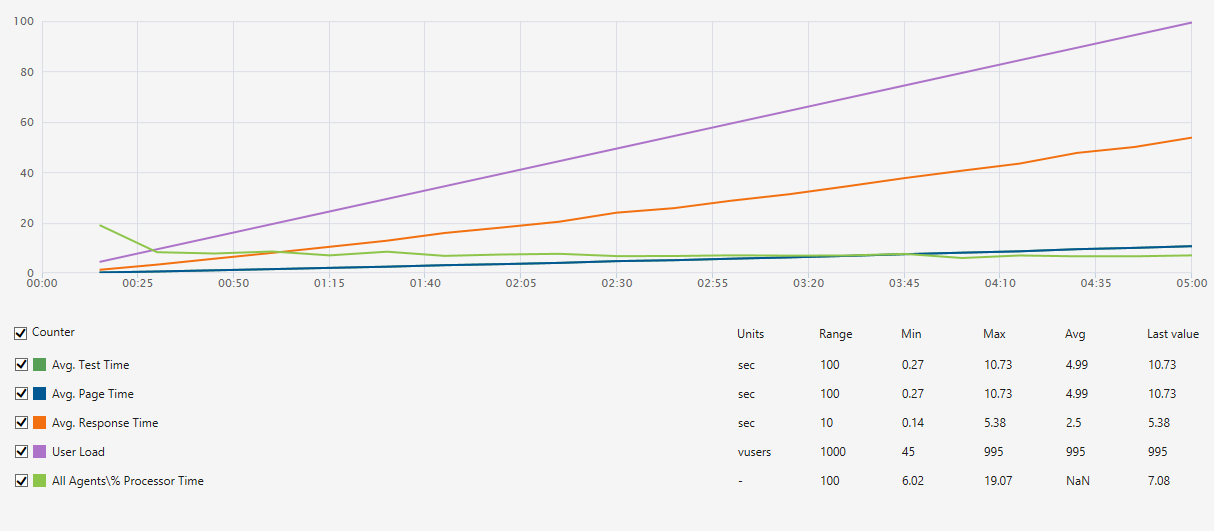 100
80
60
40
20
0
00:00 00:25 00:50 01:15 01:40 02:05 02:30 02:55 03:20 03:45 04:10 04:35 05:00
Counter Units Range Min Max Avg Last value
Avg. Test Time sec 100 0.27 10.73 4.99 10.73
Avg. Page Time sec 100 0.27 10.73 4.99 10.73
Avg. Response Time sec 10 0.14 5.38 2.5 5.38
User Load vusers 1000 45 995 995 995
All Agents\% Processor Time - 100 6.02 19.07 NaN 7.08